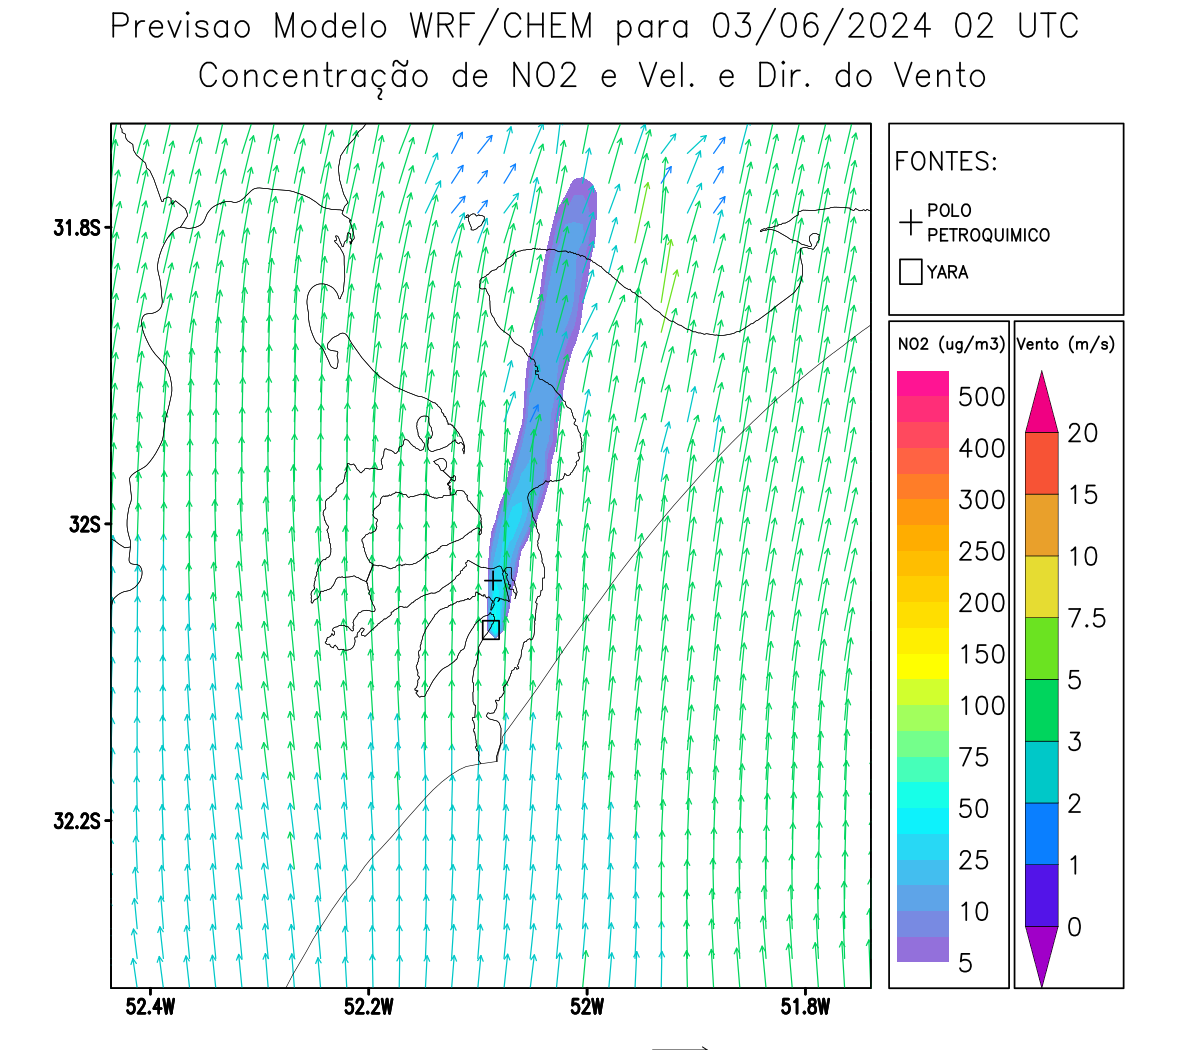 Previsao Modelo WRF/CHEM para 03/06/2024 02 UTC
Concentração de NO2 e Vel. e Dir. do Vento
FONTES:
POLO
PETROQUIMICO
YARA
31.8S
32S
32.2S
52.4W
52.2W
52W
51.8W
NO2 (ug/m3)
500
400
300
250
200
150
100
75
50
25
10
5
Vento (m/s)
20
15
10
7.5
5
3
2
1
0